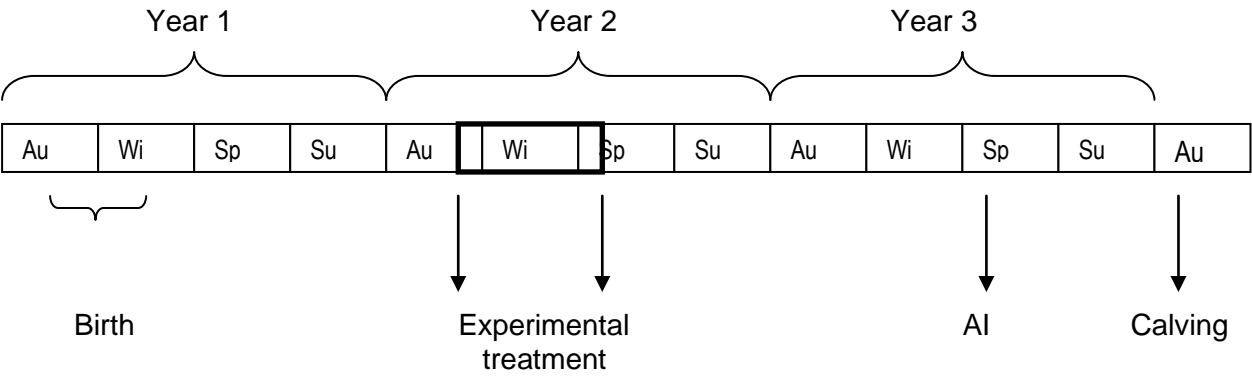 Year 1 Year 2 Year 3
Au Wi Sp Su Au Wi Sp Su Au Wi Sp Su Au
Birth Experimental AI Calving
treatment